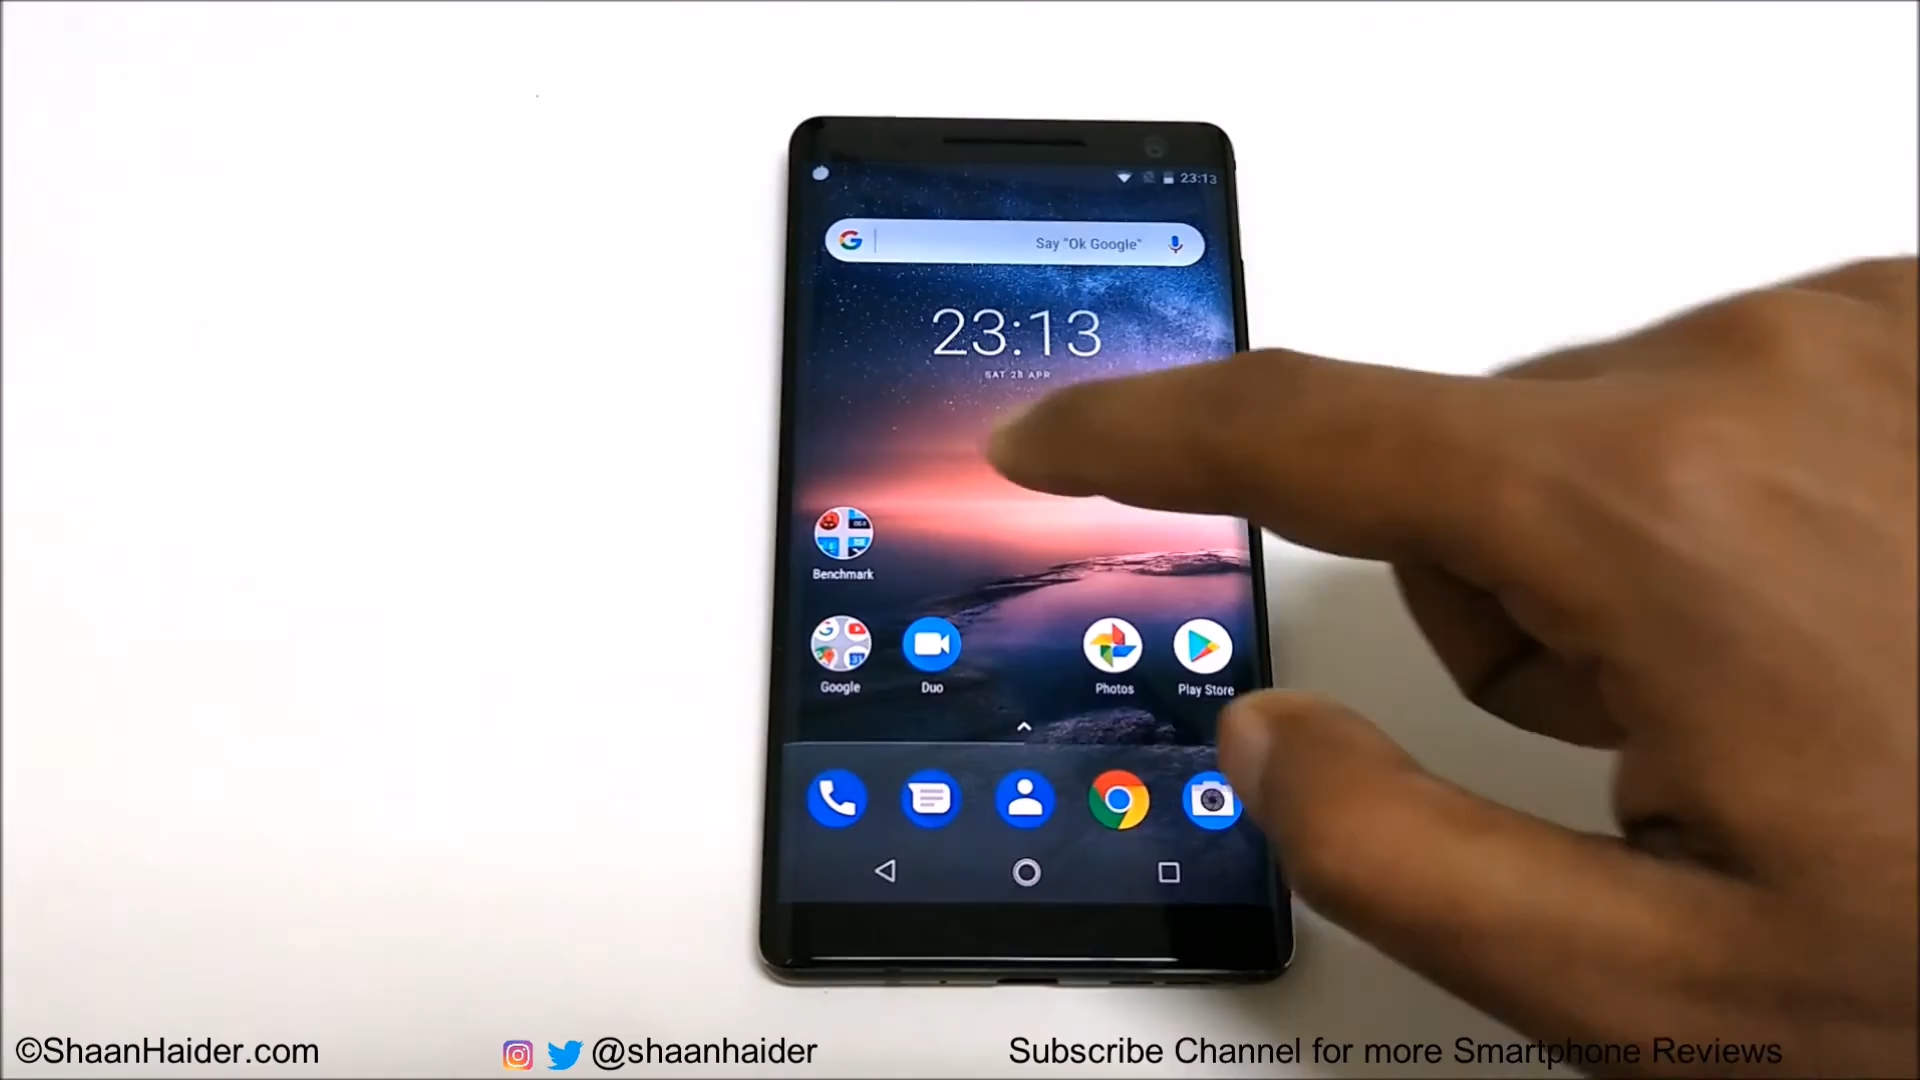 23:13
Say "Ok Google"
23:13
SAT 28 APR
Benchmark
Google
Duo
Photos
Play Store
©ShaanHaider.com
@shaanhaider
Subscribe Channel for more Smartphone Reviews